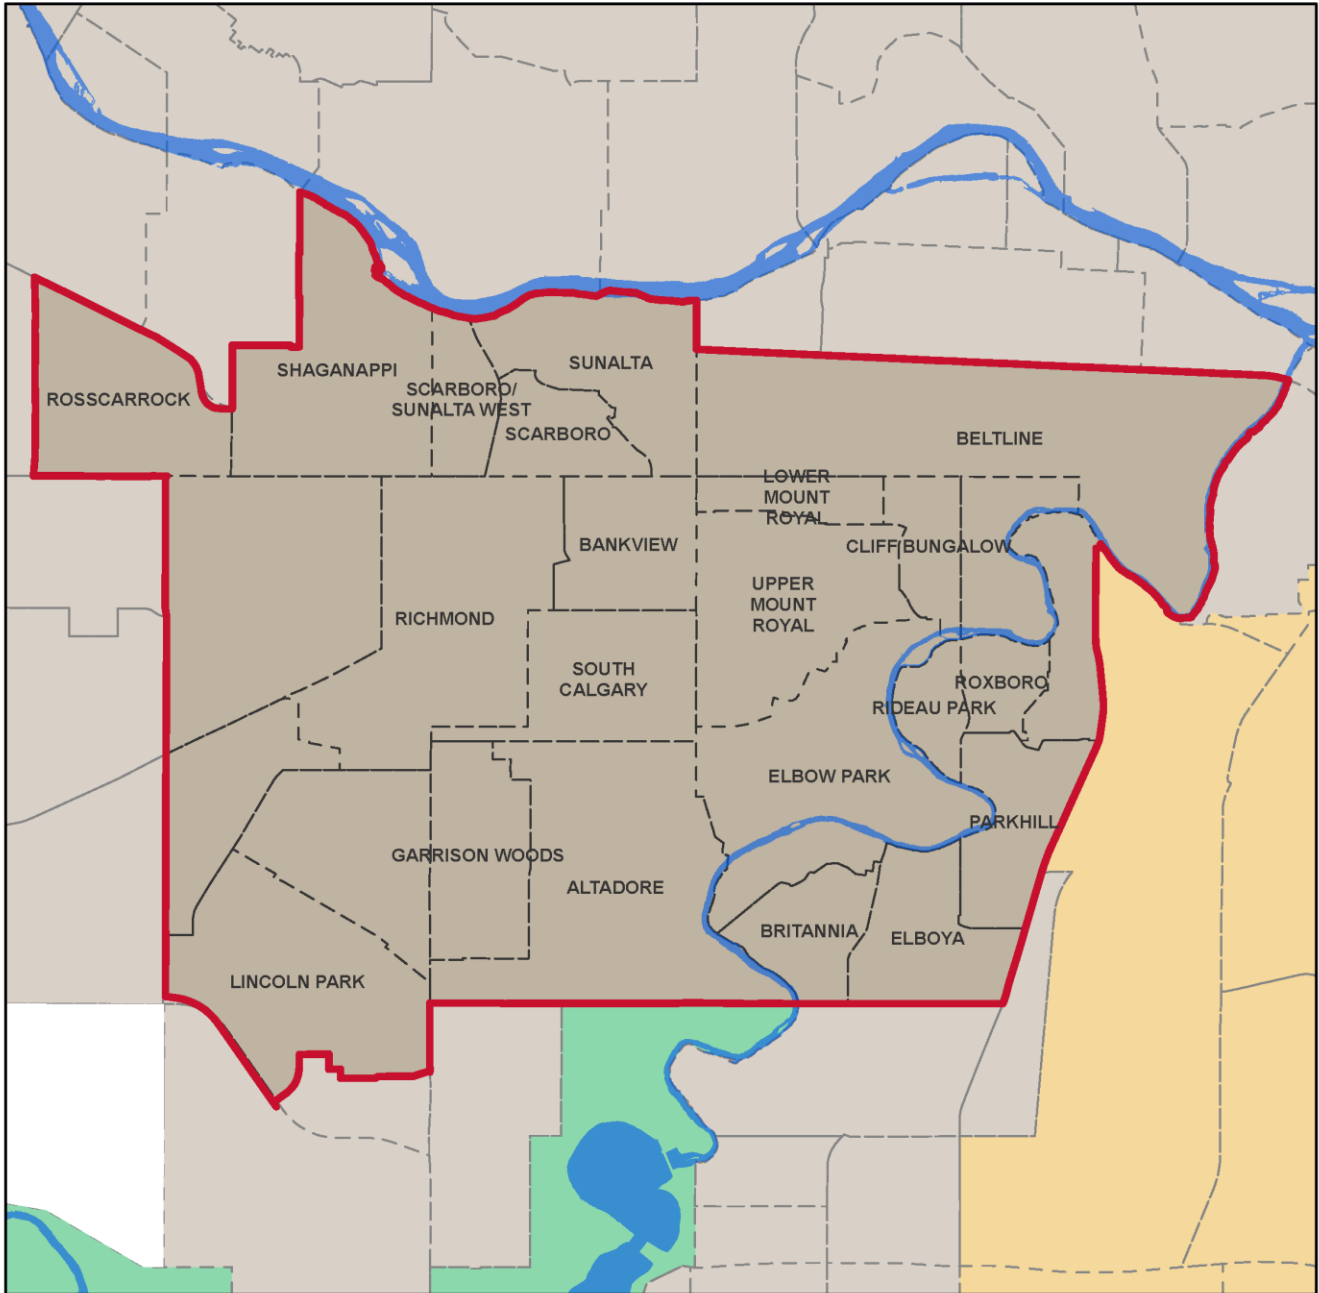 SUNALTA
SHAGANAPPI
SCARBORO/
SUNALTA WEST
ROSSCARROCK
SCARBORO
BELTLINE
LOWER
MOUNT
ROYAL
BANKVIEW
CLIFF BUNGALOW
UPPER
MOUNT
ROYAL
RICHMOND
SOUTH
CALGARY
ROXBORO
RIDEAU PARK
ELBOW PARK
PARKHILL
GARRISON WOODS
ALTADORE
BRITANNIA
ELBOYA
LINCOLN PARK